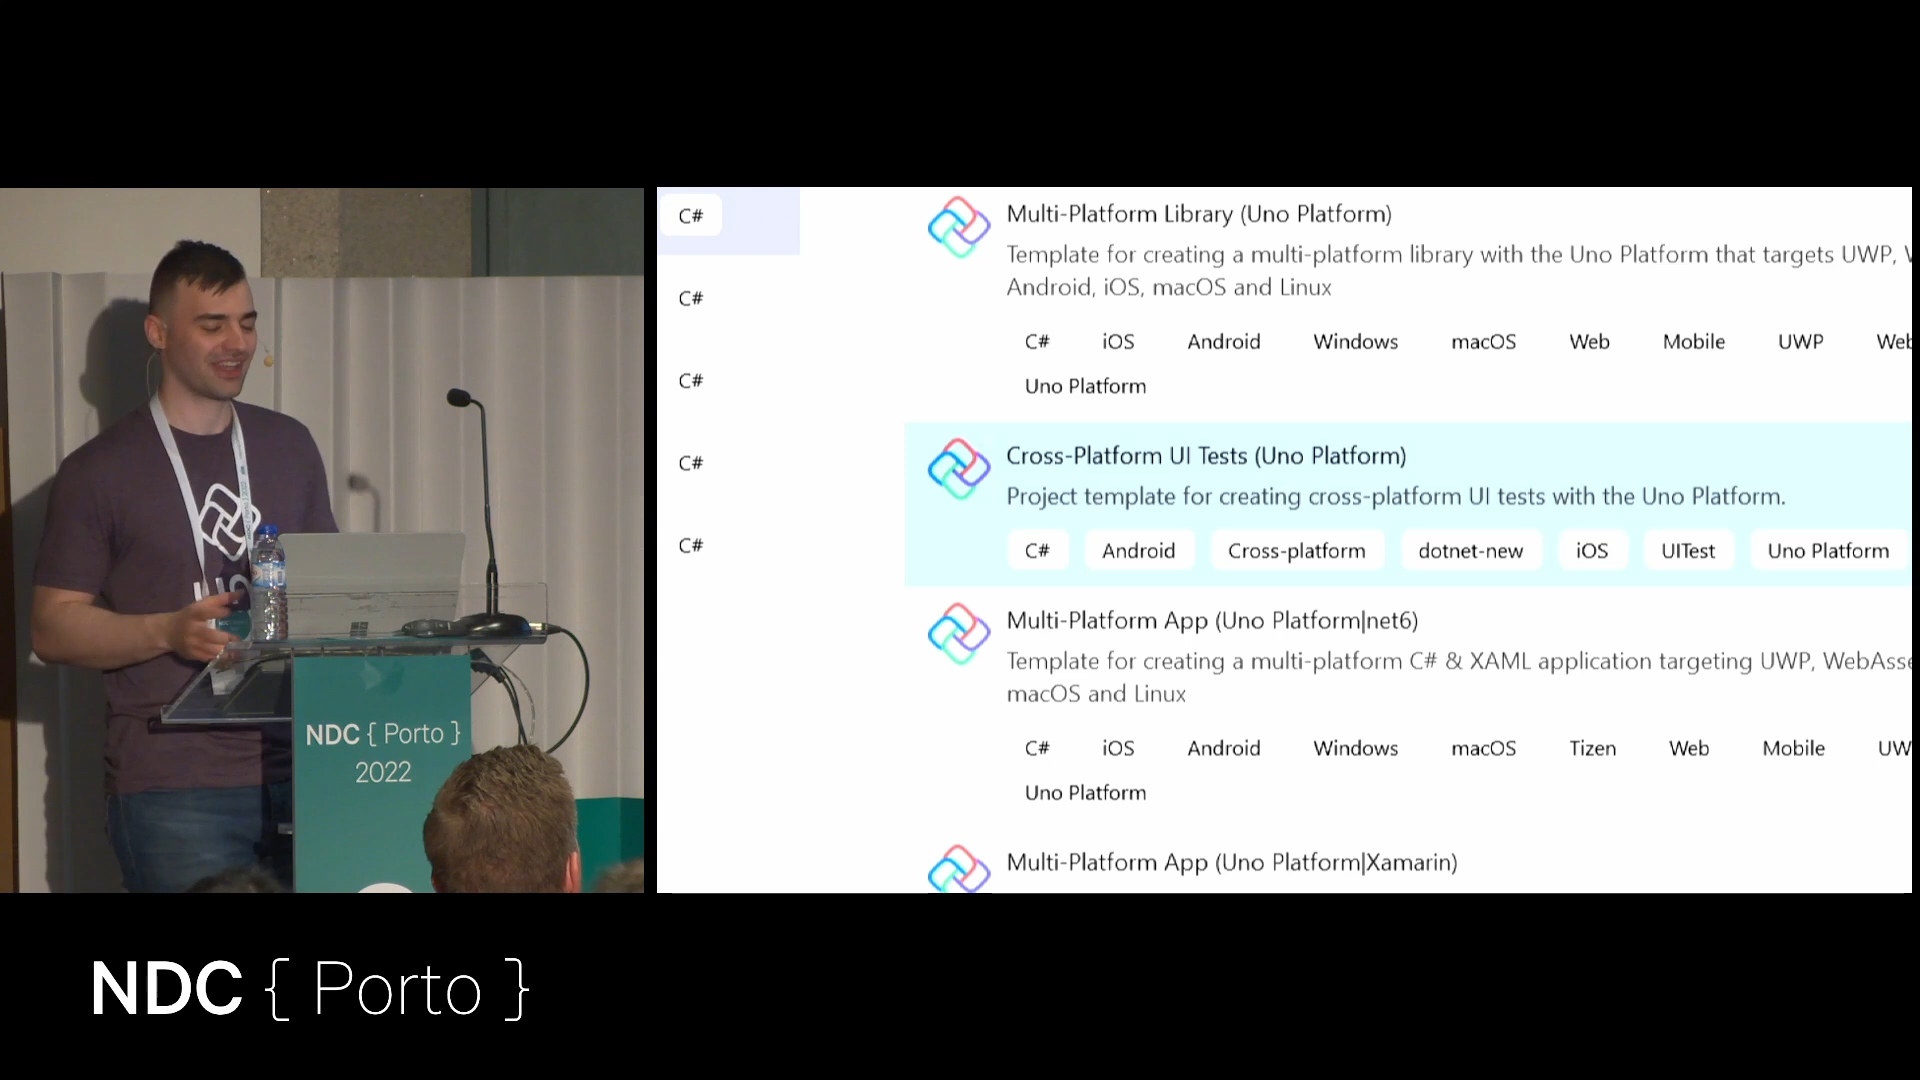 C#
C#
C#
C#
C#
Multi-Platform Library (Uno Platform)
Template for creating a multi-platform library with the Uno Platform that targets UWP,
Android, iOS, macOS and Linux
C# iOS Android Windows macOS Web Mobile UWP
Uno Platform
Cross-Platform UI Tests (Uno Platform)
Project template for creating cross-platform UI tests with the Uno Platform.
C# Android Cross-platform dotnet-new iOS UITest Uno Platform
Multi-Platform App (Uno Platform|net6)
Template for creating a multi-platform C# & XAML application targeting UWP, WebAsse
macOS and Linux
C# iOS Android Windows macOS Tizen Web Mobile UW
Uno Platform
Multi-Platform App (Uno Platform|Xamarin)
NDC { Porto }
2022
NDC { Porto }